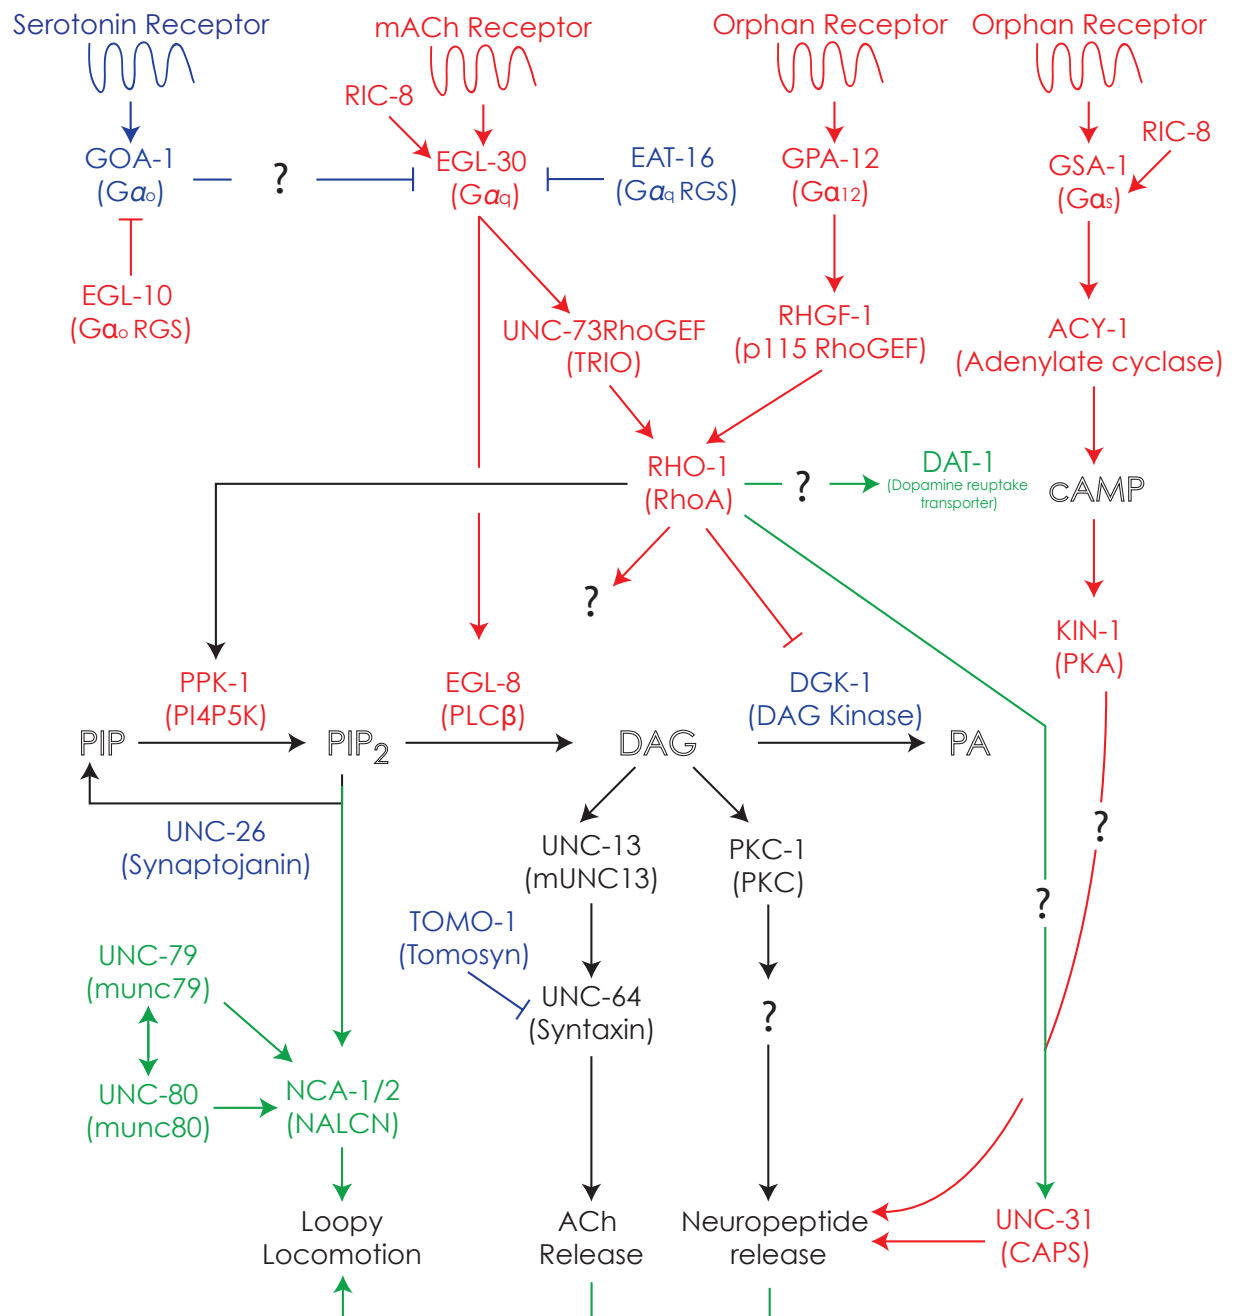 Serotonin Receptor
mACh Receptor
Orphan Receptor
Orphan Receptor
RIC-8
RIC-8
GOA-1
(Gαo)
?
EGL-30
(Gαq)
EAT-16
(Gαq RGS)
GPA-12
(Gα12)
GSA-1
(Gαs)
EGL-10
(Gαo RGS)
UNC-73RhoGEF
(TRIO)
RHGF-1
(p115 RhoGEF)
ACY-1
(Adenylate cyclase)
RHO-1
(RhoA)
?
DAT-1
(Dopamine reuptake
transporter)
cAMP
?
KIN-1
(PKA)
PPK-1
(PI4P5K)
EGL-8
(PLCβ)
DGK-1
(DAG Kinase)
PIP
PIP2
DAG
PA
UNC-26
(Synaptojanin)
UNC-13
(mUNC13)
PKC-1
(PKC)
?
?
TOMO-1
(Tomosyn)
UNC-79
(munc79)
UNC-64
(Syntaxin)
?
UNC-80
(munc80)
NCA-1/2
(NALCN)
Loopy
Locomotion
ACh
Release
Neuropeptide
release
UNC-31
(CAPS)